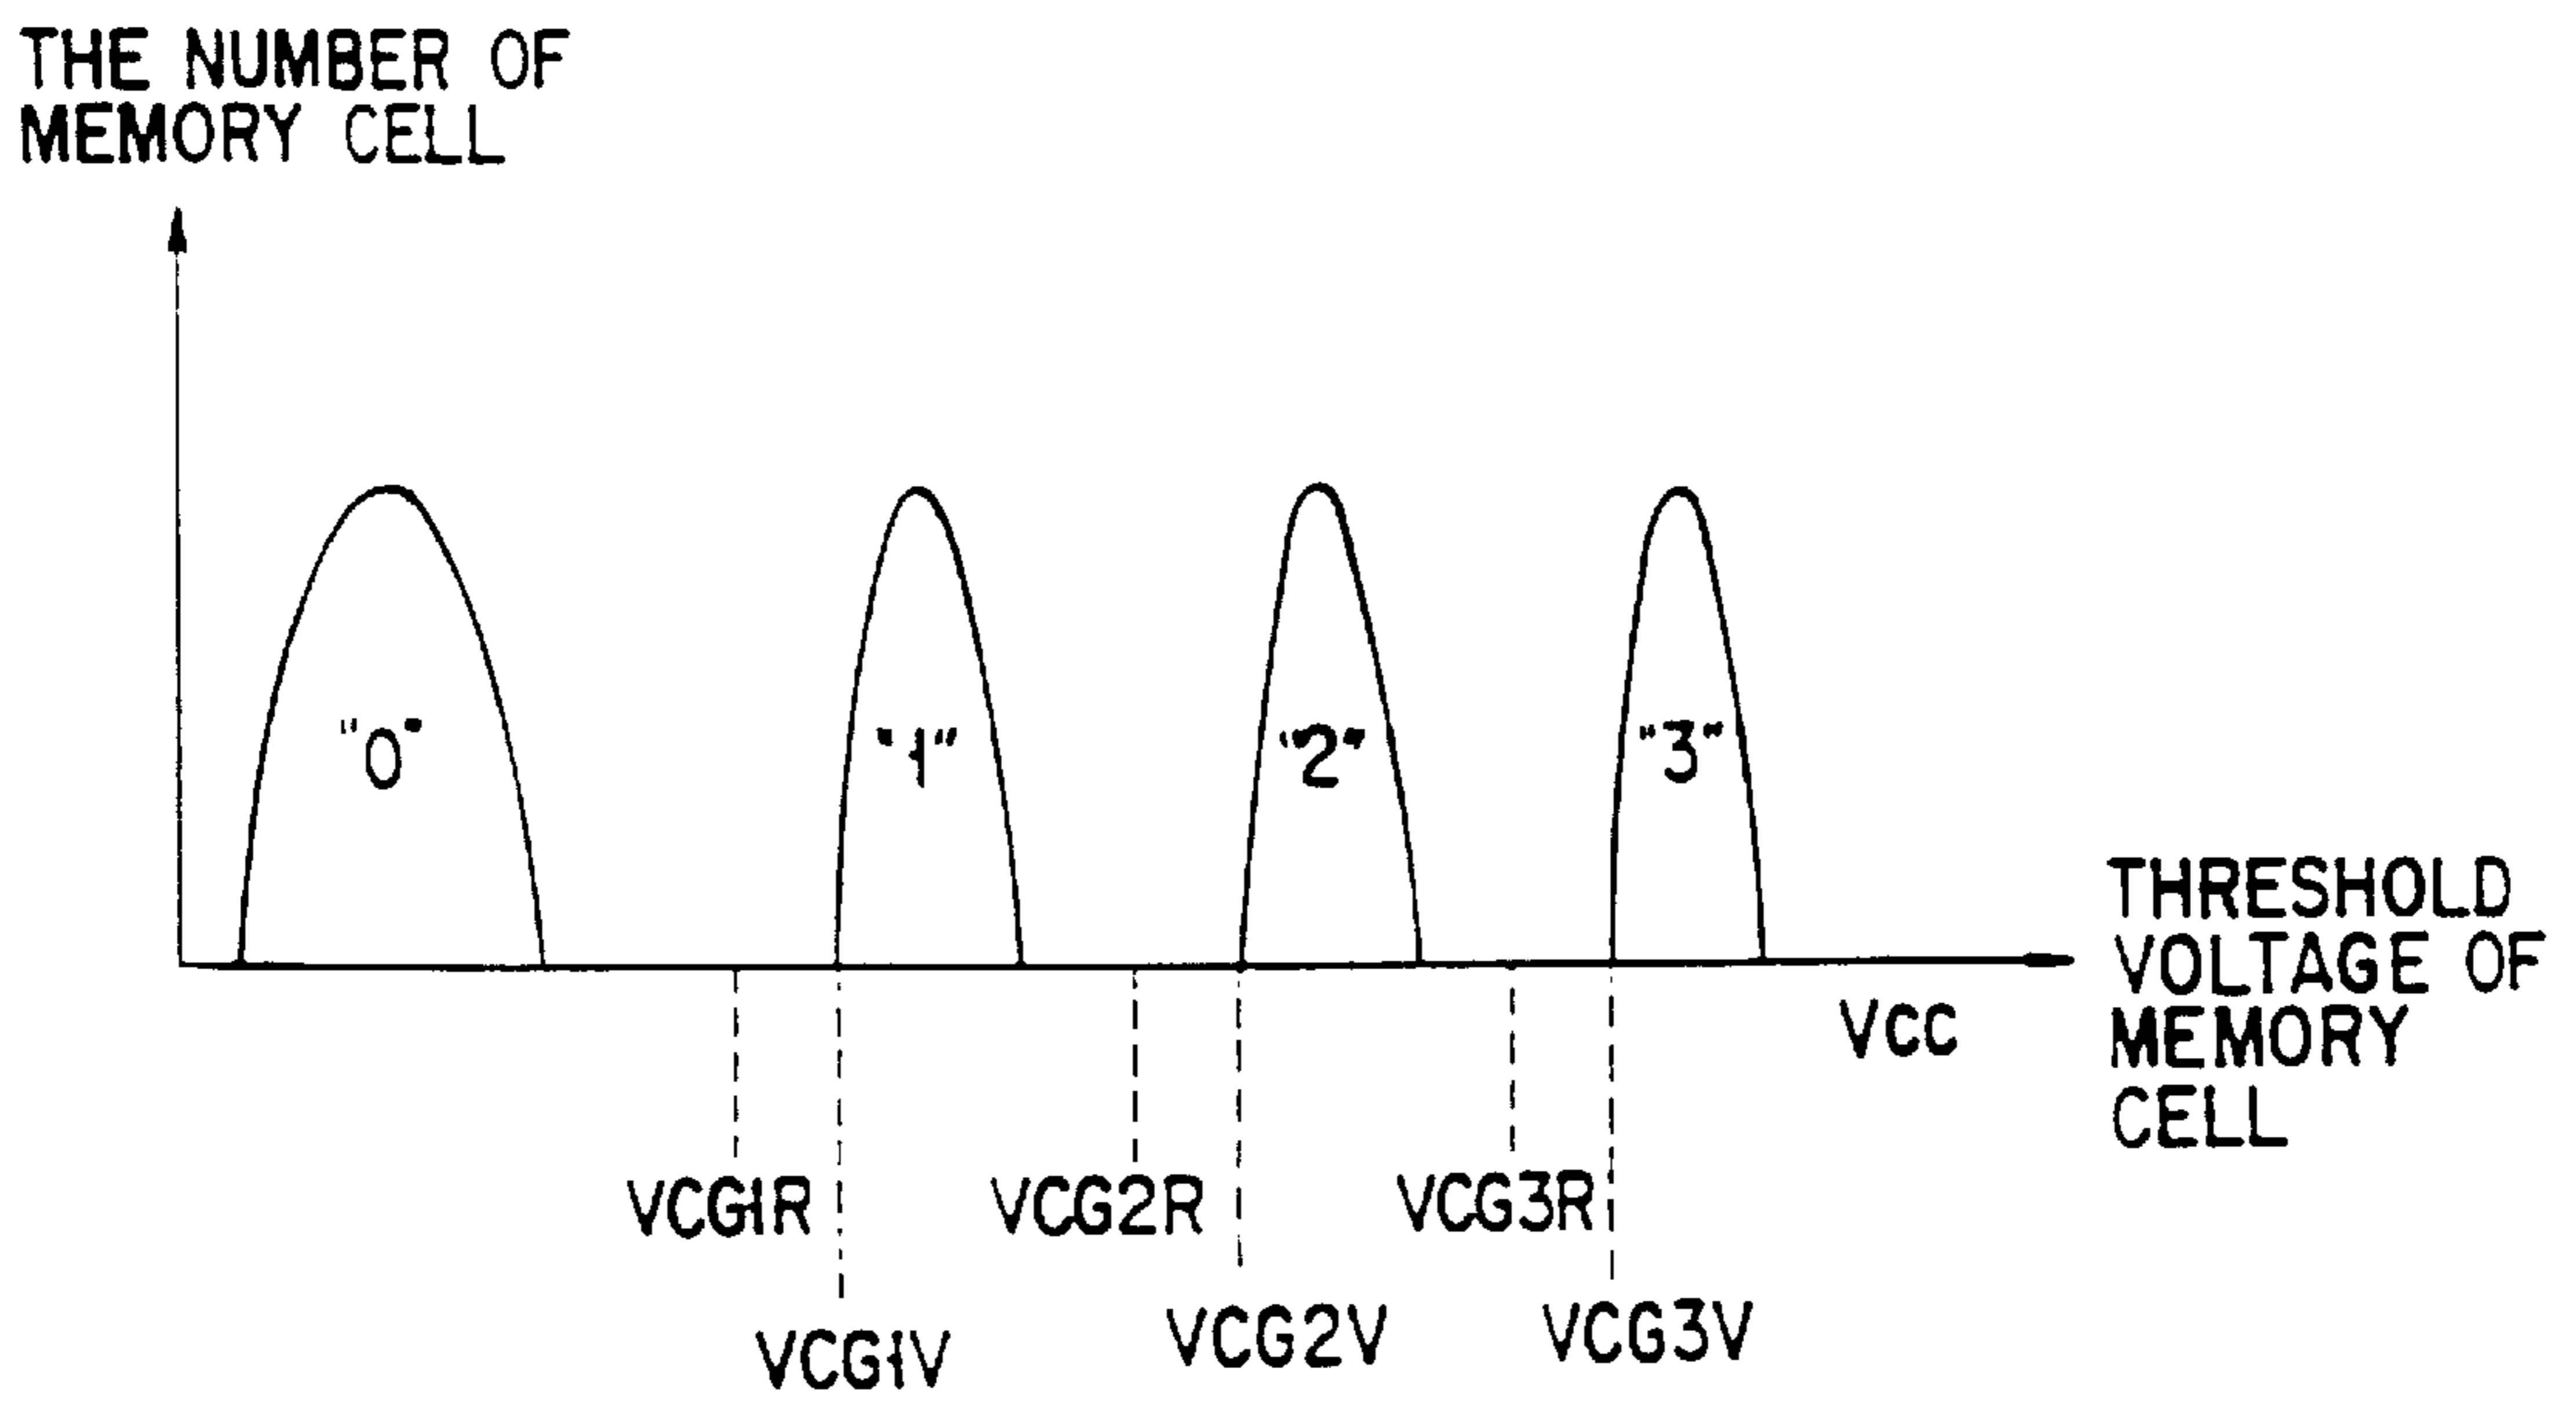 THE NUMBER OF
MEMORY CELL
"0"
"1"
"2"
"3"
THRESHOLD
VOLTAGE OF
MEMORY
CELL
VCC
VCG1R
VCG2R
VCG3R
VCG1V
VCG2V
VCG3V